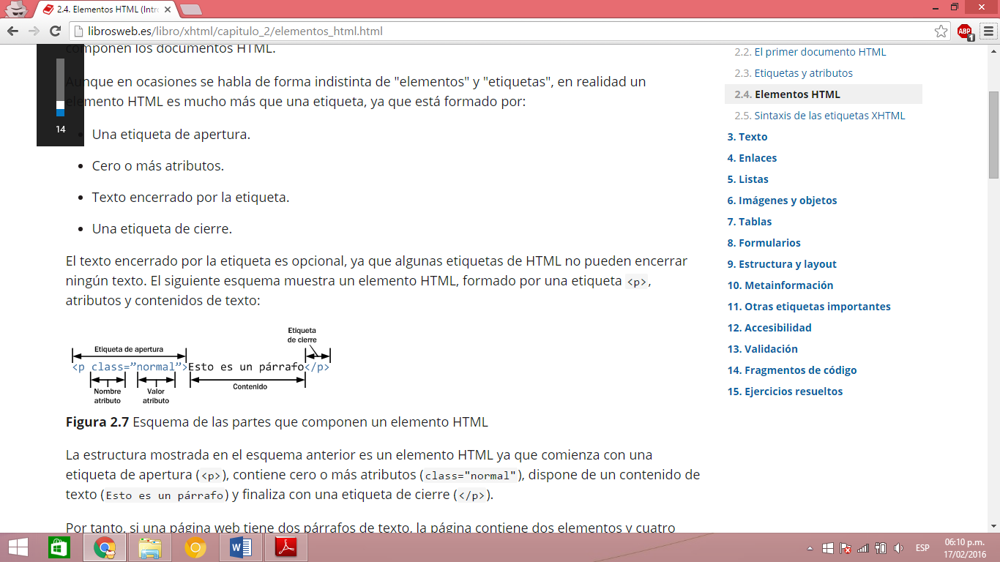 2.4. Elementos HTML (Intro
librosweb.es/libro/xhtml/capitulo_2/elementos_html.html
ABP
1
14
componen los documentos HTML.
Aunque en ocasiones se habla de forma indistinta de "elementos" y "etiquetas", en realidad un
elemento HTML es mucho más que una etiqueta, ya que está formado por:
• Una etiqueta de apertura.
• Cero o más atributos.
• Texto encerrado por la etiqueta.
• Una etiqueta de cierre.
El texto encerrado por la etiqueta es opcional, ya que algunas etiquetas de HTML no pueden encerrar
ningún texto. El siguiente esquema muestra un elemento HTML, formado por una etiqueta <p>,
atributos y contenidos de texto:
Etiqueta
de cierre
Etiqueta de apertura
<p class=”normal”>Esto es un párrafo</p>
Nombre
atributo
Valor
atributo
Contenido
Figura 2.7 Esquema de las partes que componen un elemento HTML
La estructura mostrada en el esquema anterior es un elemento HTML ya que comienza con una
etiqueta de apertura (<p>), contiene cero o más atributos (class="normal"), dispone de un contenido de
texto (Esto es un párrafo) y finaliza con una etiqueta de cierre (</p>).
Por tanto, si una página web tiene dos párrafos de texto, la página contiene dos elementos y cuatro
2.2. El primer documento HTML
2.3. Etiquetas y atributos
2.4. Elementos HTML
2.5. Sintaxis de las etiquetas XHTML
3. Texto
4. Enlaces
5. Listas
6. Imágenes y objetos
7. Tablas
8. Formularios
9. Estructura y layout
10. Metainformación
11. Otras etiquetas importantes
12. Accesibilidad
13. Validación
14. Fragmentos de código
15. Ejercicios resueltos
ESP
06:10 p.m.
17/02/2016